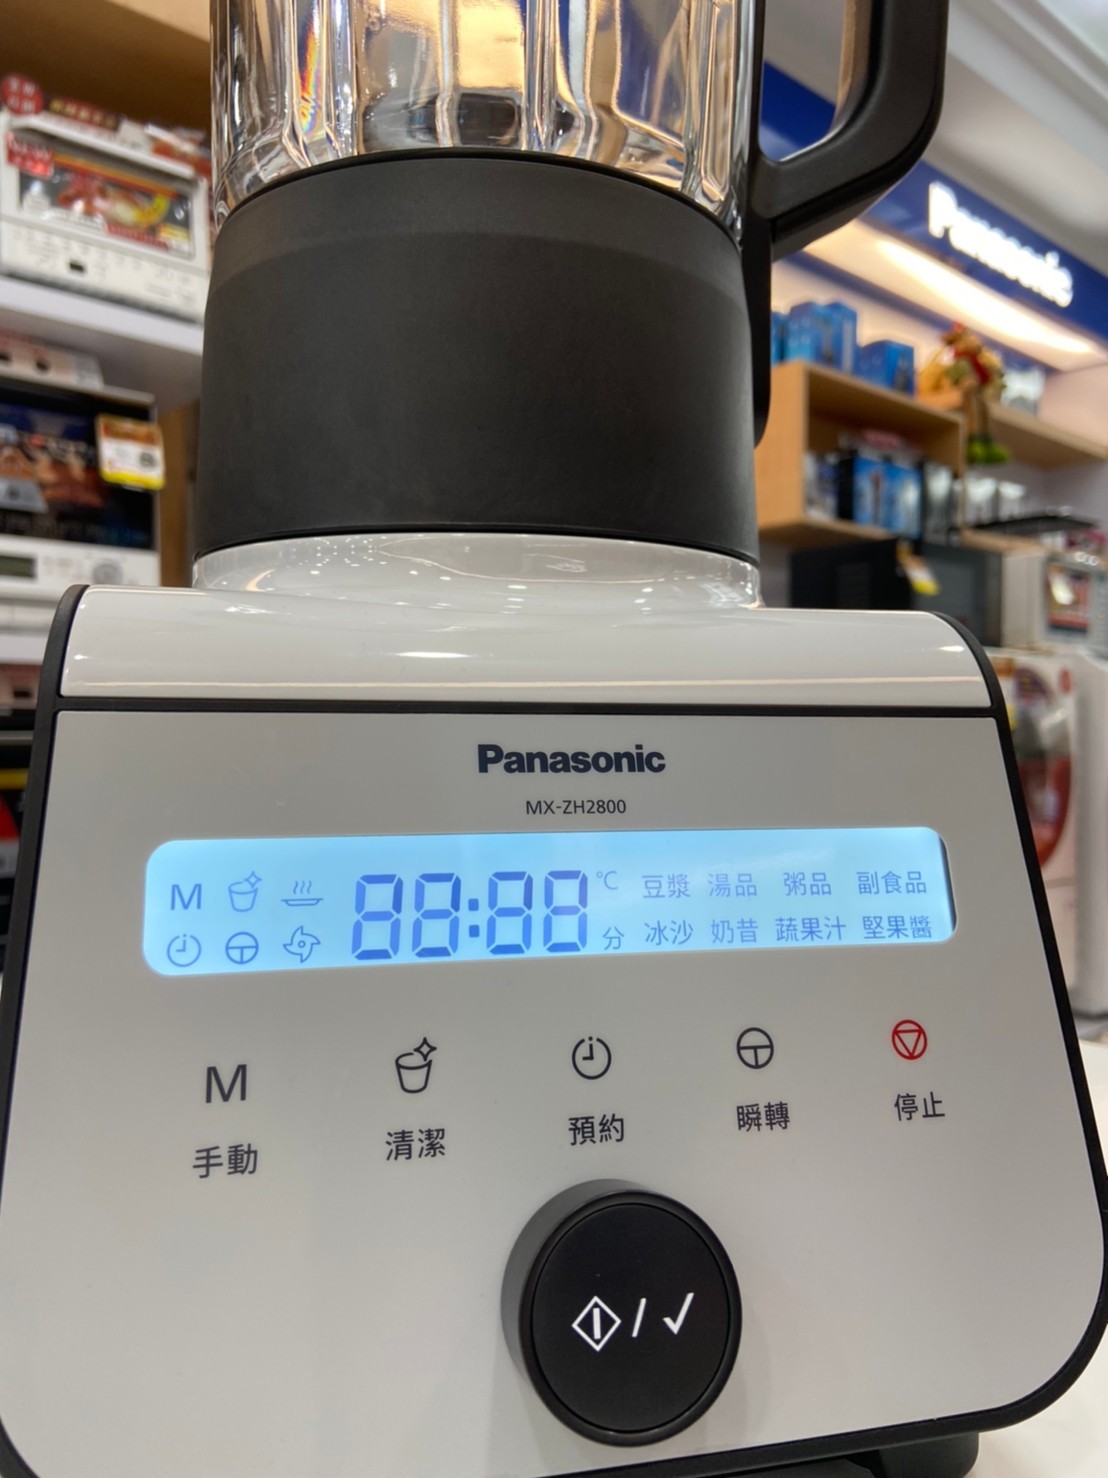 Panasonic
Panasonic
MX-ZH2800
M 88:88 ℃ 豆漿 湯品 粥品 副食品
分 冰沙 奶昔 蔬果汁 堅果醬
M
手動 清潔 預約 瞬轉 停止
/ ✓